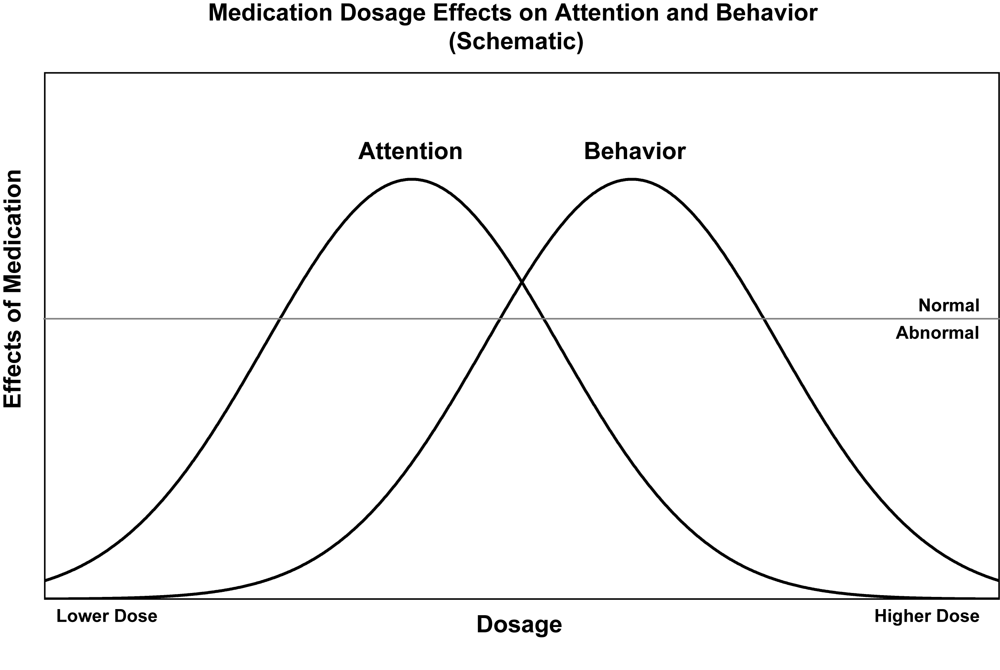 Medication Dosage Effects on Attention and Behavior
(Schematic)
Attention
Behavior
Effects of Medication
Normal
Abnormal
Lower Dose
Dosage
Higher Dose